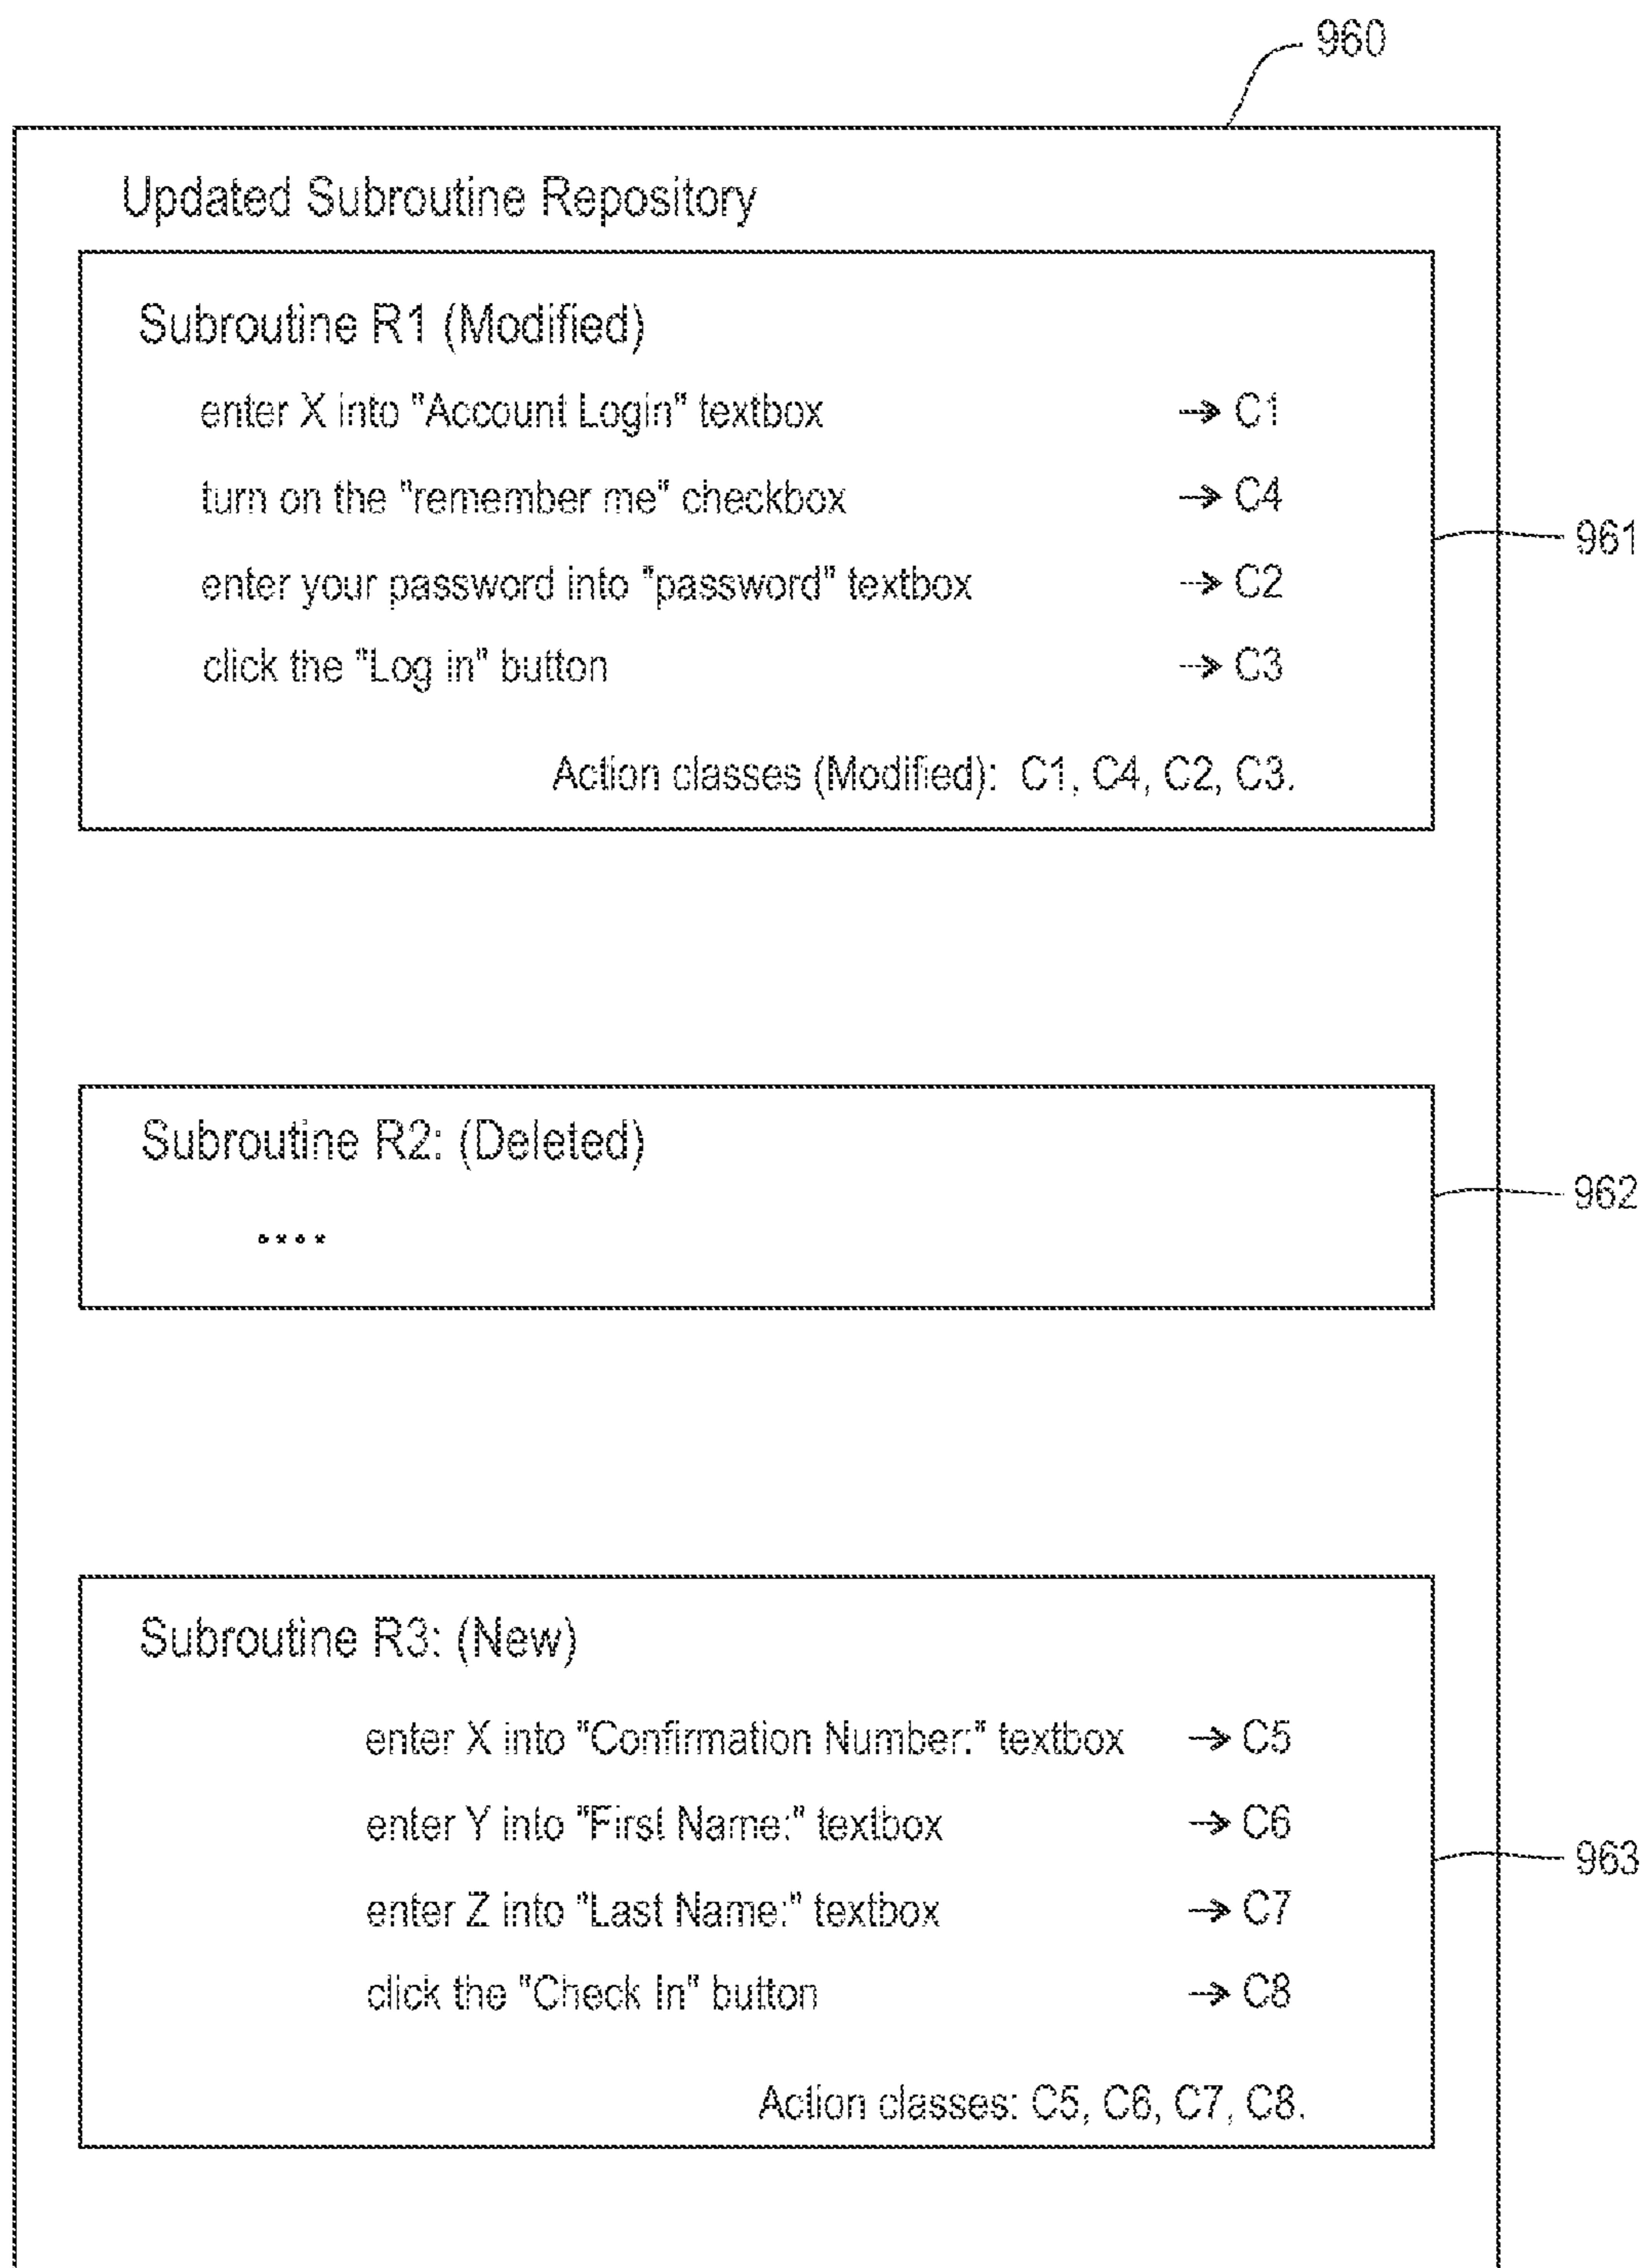 960
Updated Subroutine Repository
Subroutine R1 (Modified)
enter X into "Account Login" textbox → C1
turn on the "remember me" checkbox → C4
961
enter your password into "password" textbox → C2
click the "Log in" button → C3
Action classes (Modified): C1, C4, C2, C3.
Subroutine R2: (Deleted)
962
....
Subroutine R3: (New)
enter X into "Confirmation Number:" textbox → C5
enter Y into "First Name:" textbox → C6
963
enter Z into "Last Name:" textbox → C7
click the "Check In" button → C8
Action classes: C5, C6, C7, C8.